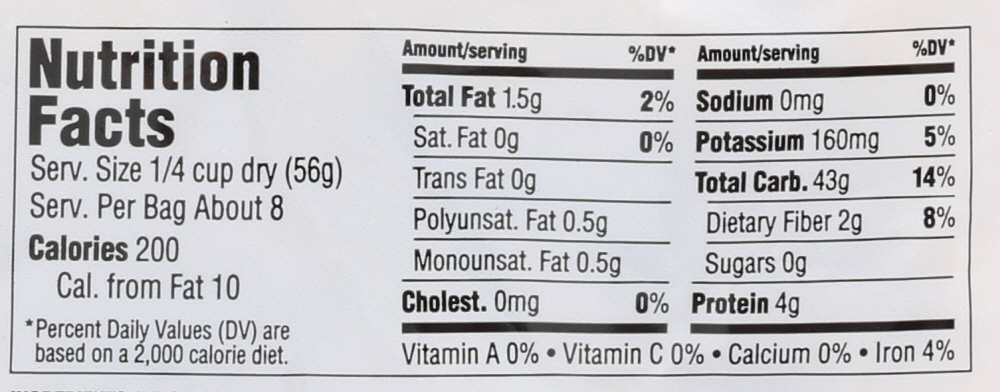 Nutrition
Facts
Serv. Size 1/4 cup dry (56g)
Serv. Per Bag About 8
Calories 200
Cal. from Fat 10
*Percent Daily Values (DV) are
based on a 2,000 calorie diet.
Amount/serving %DV*
Total Fat 1.5g 2%
Sat. Fat 0g 0%
Trans Fat 0g
Polyunsat. Fat 0.5g
Monounsat. Fat 0.5g
Cholest. 0mg 0%
Amount/serving %DV*
Sodium 0mg 0%
Potassium 160mg 5%
Total Carb. 43g 14%
Dietary Fiber 2g 8%
Sugars 0g
Protein 4g
Vitamin A 0% • Vitamin C 0% • Calcium 0% • Iron 4%